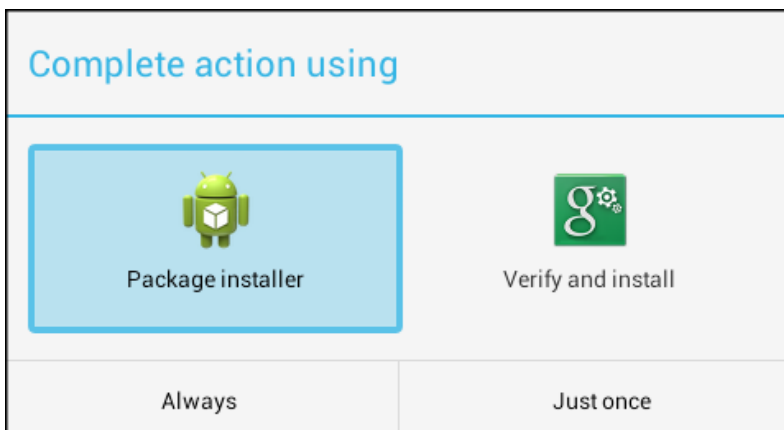 Complete action using
Package installer
Verify and install
Always
Just once